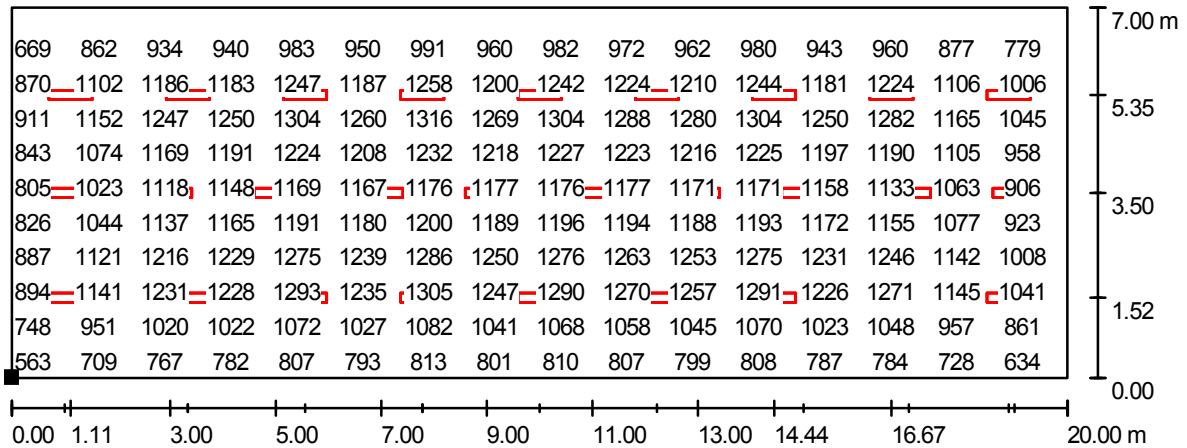 7.00 m
669 862 934 940 983 950 991 960 982 972 962 980 943 960 877 779
870 1102 1186 1183 1247 1187 1258 1200 1242 1224 1210 1244 1181 1224 1106 1006
5.35
911 1152 1247 1250 1304 1260 1316 1269 1304 1288 1280 1304 1250 1282 1165 1045
843 1074 1169 1191 1224 1208 1232 1218 1227 1223 1216 1225 1197 1190 1105 958
805 1023 1118 1148 1169 1167 1176 1177 1176 1177 1171 1171 1158 1133 1063 906
3.50
826 1044 1137 1165 1191 1180 1200 1189 1196 1194 1188 1193 1172 1155 1077 923
887 1121 1216 1229 1275 1239 1286 1250 1276 1263 1253 1275 1231 1246 1142 1008
894 1141 1231 1228 1293 1235 1305 1247 1290 1270 1257 1291 1226 1271 1145 1041
1.52
748 951 1020 1022 1072 1027 1082 1041 1068 1058 1045 1070 1023 1048 957 861
563 709 767 782 807 793 813 801 810 807 799 808 787 784 728 634
0.00
0.00 1.11 3.00 5.00 7.00 9.00 11.00 13.00 14.44 16.67 20.00 m